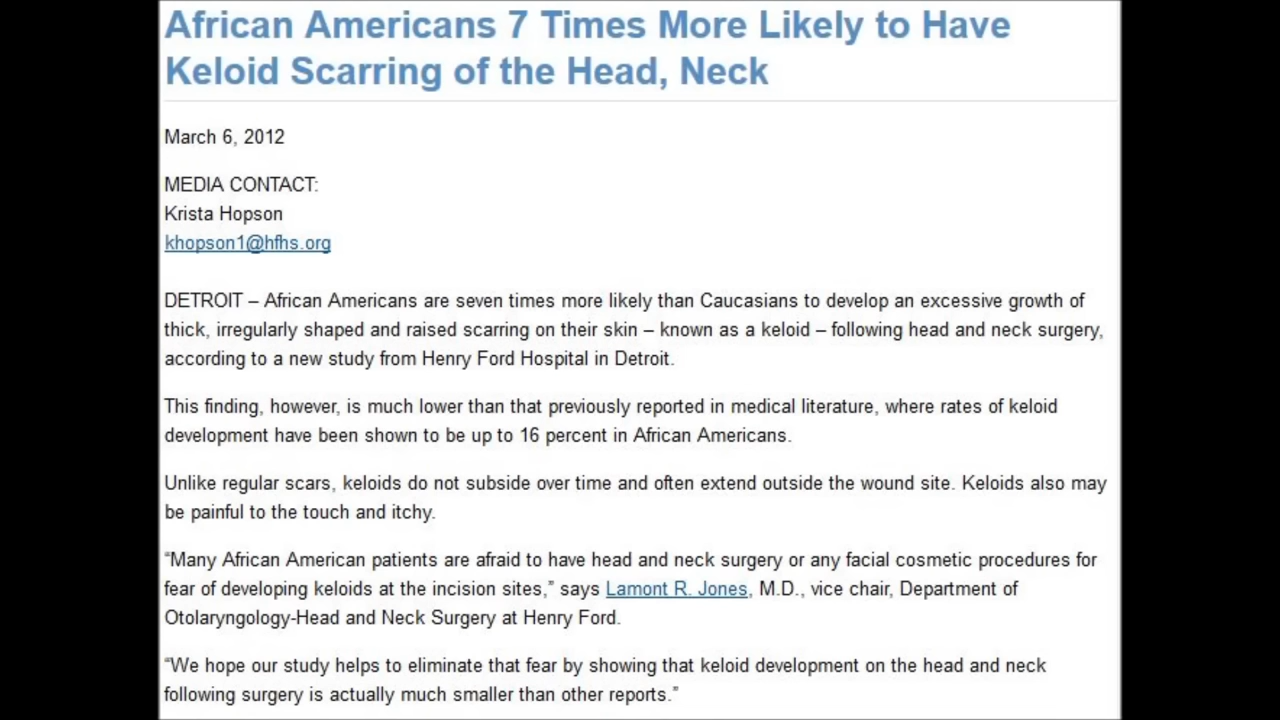 African Americans 7 Times More Likely to Have
Keloid Scarring of the Head, Neck
March 6, 2012
MEDIA CONTACT:
Krista Hopson
khopson1@hfhs.org
DETROIT – African Americans are seven times more likely than Caucasians to develop an excessive growth of
thick, irregularly shaped and raised scarring on their skin – known as a keloid – following head and neck surgery,
according to a new study from Henry Ford Hospital in Detroit.
This finding, however, is much lower than that previously reported in medical literature, where rates of keloid
development have been shown to be up to 16 percent in African Americans.
Unlike regular scars, keloids do not subside over time and often extend outside the wound site. Keloids also may
be painful to the touch and itchy.
“Many African American patients are afraid to have head and neck surgery or any facial cosmetic procedures for
fear of developing keloids at the incision sites,” says Lamont R. Jones, M.D., vice chair, Department of
Otolaryngology-Head and Neck Surgery at Henry Ford.
“We hope our study helps to eliminate that fear by showing that keloid development on the head and neck
following surgery is actually much smaller than other reports.”